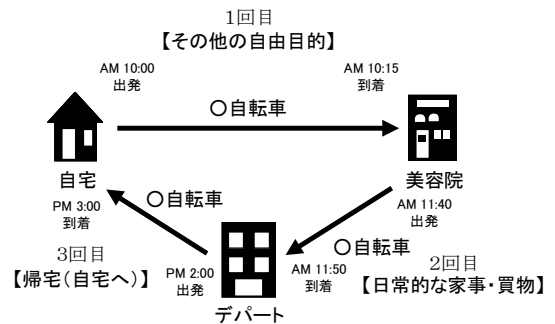 1回目
【その他の自由目的】
AM 10:00
出発
AM 10:15
到着
〇自転車
自宅
美容院
PM 3:00
到着
AM 11:40
出発
〇自転車
〇自転車
3回目
【帰宅(自宅へ)】
PM 2:00
出発
AM 11:50
到着
2回目
【日常的な家事・買物】
デパート